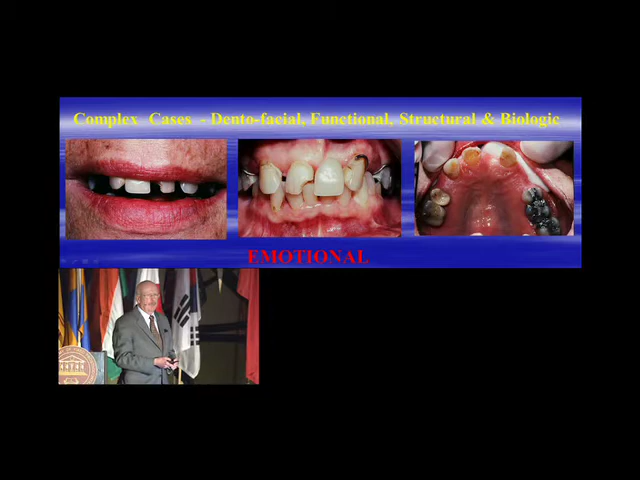 Complex Cases - Dento-facial, Functional, Structural & Biologic
EMOTIONAL